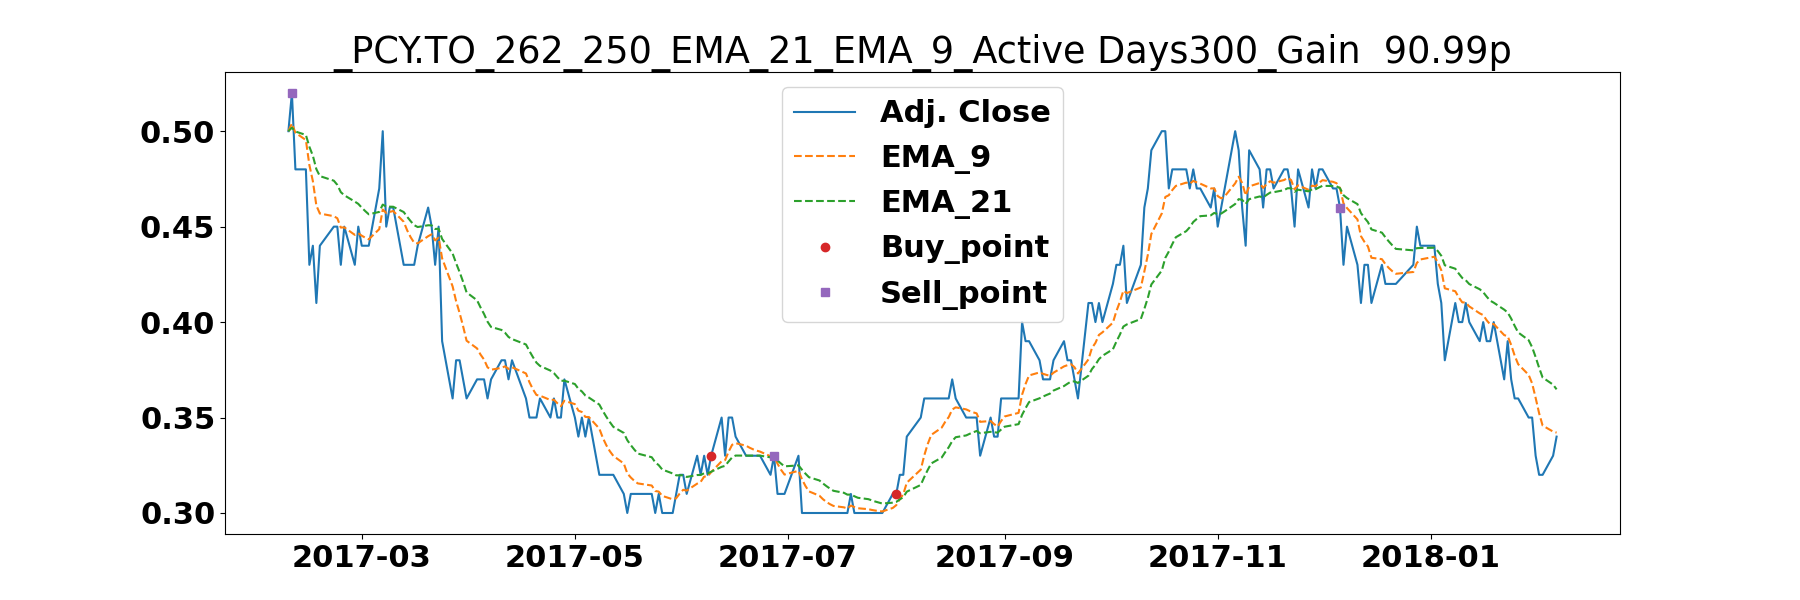 _PCY.TO_262_250_EMA_21_EMA_9_Active Days300_Gain  90.99p
Adj. Close
EMA_9
EMA_21
Buy_point
Sell_point
0.50
0.45
0.40
0.35
0.30
2017-03 2017-05 2017-07 2017-09 2017-11 2018-01